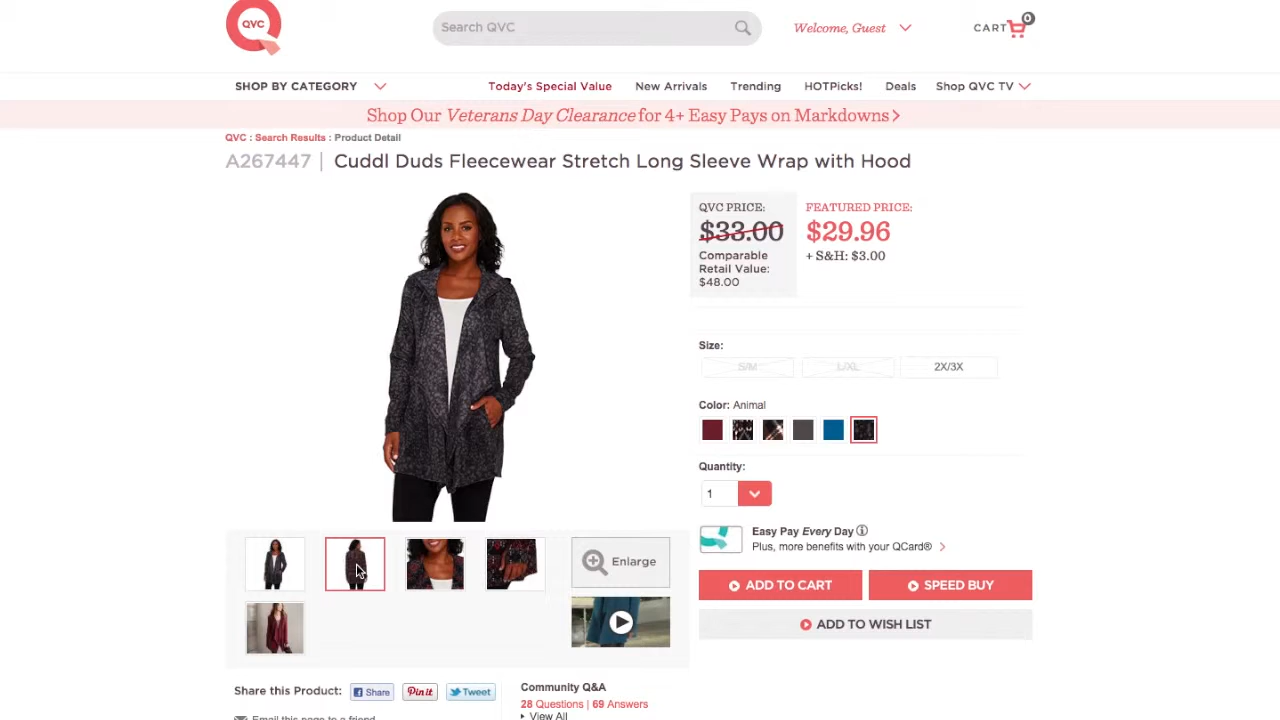 QVC
Search QVC
Welcome, Guest
CART
0
SHOP BY CATEGORY
Today's Special Value
New Arrivals
Trending
HOTPicks!
Deals
Shop QVC TV
Shop Our Veterans Day Clearance for 4+ Easy Pays on Markdowns >
QVC : Search Results : Product Detail
A267447 | Cuddl Duds Fleecewear Stretch Long Sleeve Wrap with Hood
QVC PRICE:
$33.00
Comparable
Retail Value:
$48.00
FEATURED PRICE:
$29.96
+ S&H: $3.00
Size:
S/M
L/XL
2X/3X
Color: Animal
Quantity:
1
Easy Pay Every Day
Plus, more benefits with your QCard®
ADD TO CART
SPEED BUY
ADD TO WISH LIST
Enlarge
Share this Product:
Share
Pin it
Tweet
Email this page to a friend
Community Q&A
28 Questions | 69 Answers
View All